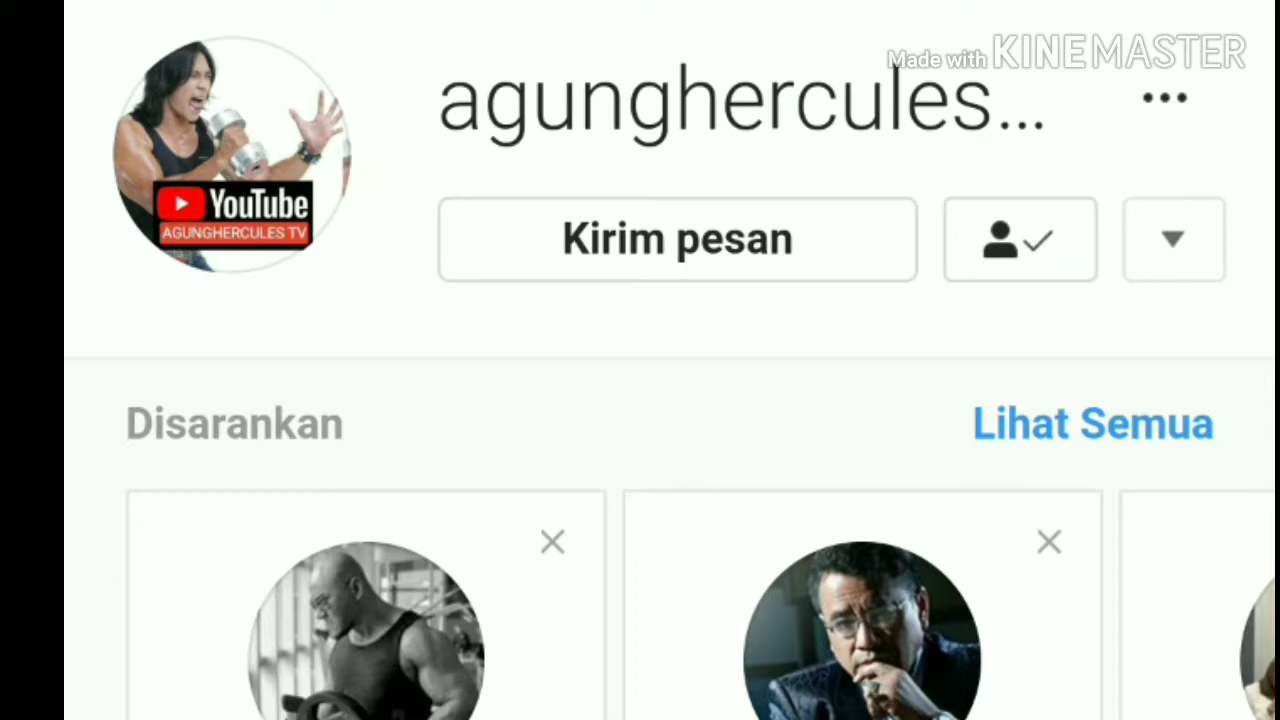 Made with KINEMASTER
agunghercules...
YouTube
AGUNGHERCULES TV
Kirim pesan
Disarankan
Lihat Semua